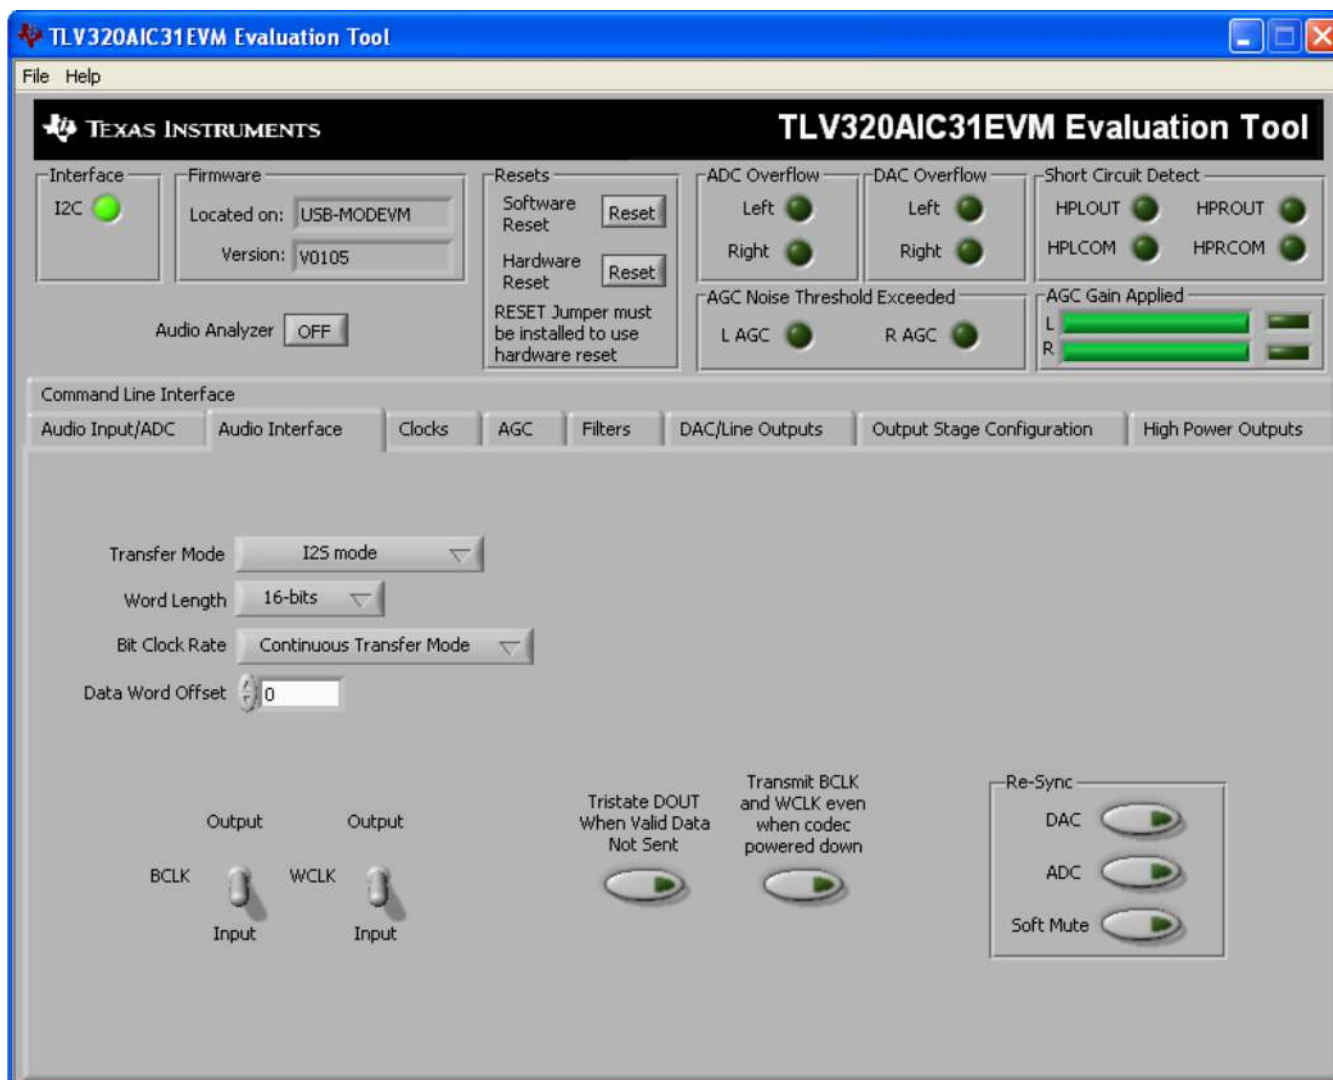 TLV320AIC31EVM Evaluation Tool
File Help
TEXAS INSTRUMENTS
TLV320AIC31EVM Evaluation Tool
Interface
I2C
Firmware
Located on: USB-MODEVM
Version: V0105
Audio Analyzer OFF
Resets
Software
Reset
Reset
Hardware
Reset
Reset
RESET Jumper must
be installed to use
hardware reset
ADC Overflow
Left
Right
DAC Overflow
Left
Right
Short Circuit Detect
HPLOUT HPROUT
HPLCOM HPRCOM
AGC Noise Threshold Exceeded
L AGC R AGC
AGC Gain Applied
L
R
Command Line Interface
Audio Input/ADC Audio Interface Clocks AGC Filters DAC/Line Outputs Output Stage Configuration High Power Outputs
Transfer Mode I2S mode
Word Length 16-bits
Bit Clock Rate Continuous Transfer Mode
Data Word Offset 0
Output Output
BCLK WCLK
Input Input
Tristate DOUT
When Valid Data
Not Sent
Transmit BCLK
and WCLK even
when codec
powered down
Re-Sync
DAC
ADC
Soft Mute